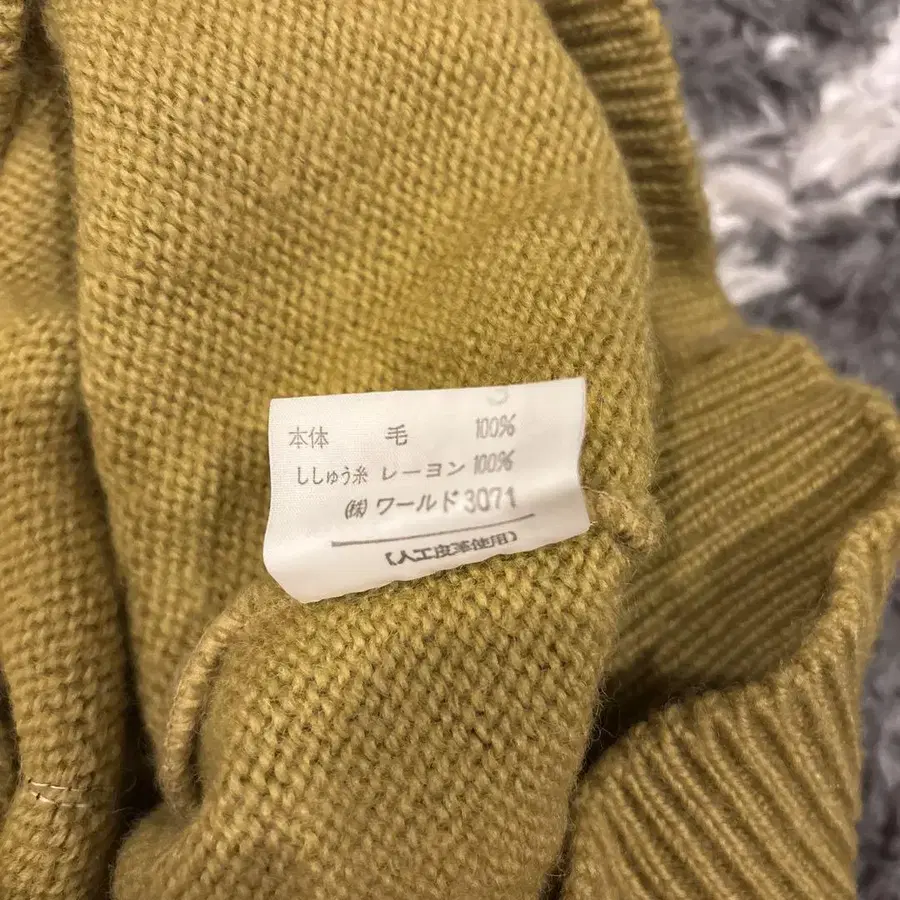 本体 毛 100%
ししゅう糸 レーヨン 100%
㈱ ワールド 3071
【人工皮革使用】